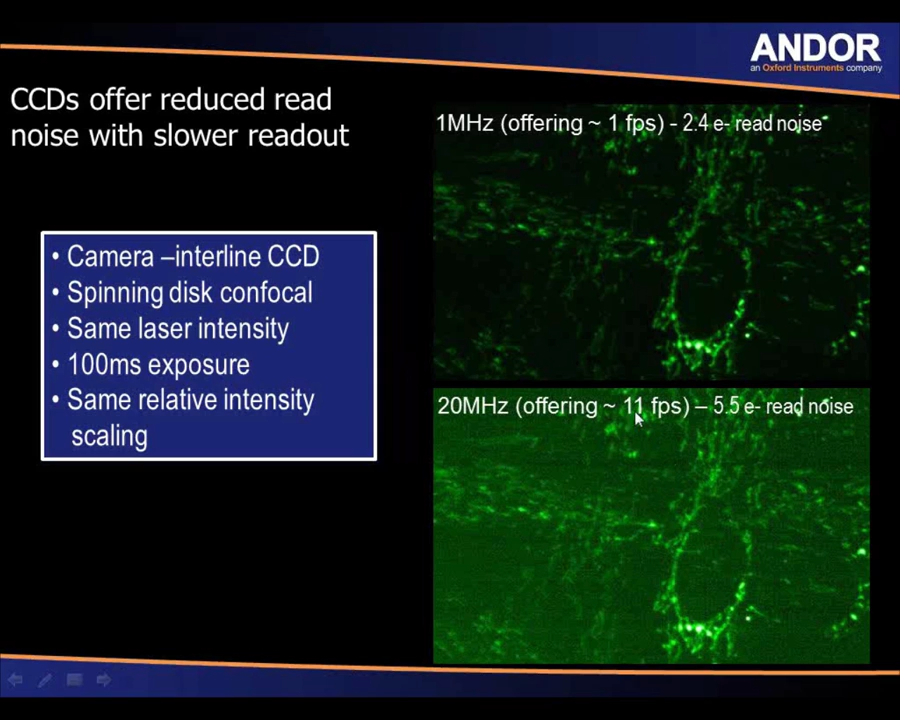 ANDOR
an Oxford Instruments company
CCDs offer reduced read
noise with slower readout
• Camera –interline CCD
• Spinning disk confocal
• Same laser intensity
• 100ms exposure
• Same relative intensity
scaling
1MHz (offering ~ 1 fps) - 2.4 e- read noise
20MHz (offering ~ 11 fps) – 5.5 e- read noise